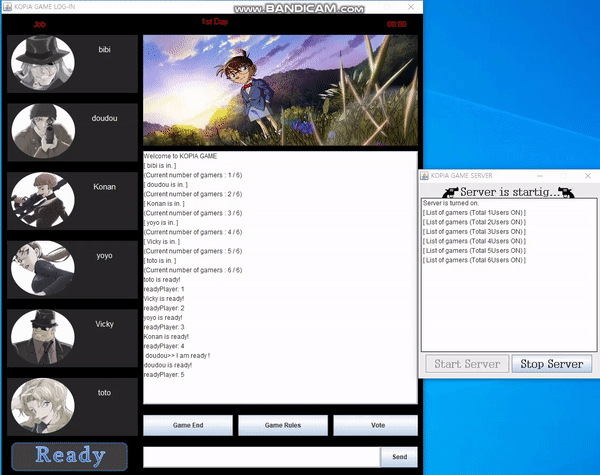 KOPIA GAME LOG-IN
www.BANDICAM.com
Job
1st Day
00:00
bibi
doudou
Konan
yoyo
Vicky
toto
Ready
Welcome to KOPIA GAME
[ bibi is in. ]
(Current number of gamers : 1 / 6)
[ doudou is in. ]
(Current number of gamers : 2 / 6)
[ Konan is in. ]
(Current number of gamers : 3 / 6)
[ yoyo is in. ]
(Current number of gamers : 4 / 6)
[ Vicky is in. ]
(Current number of gamers : 5 / 6)
[ toto is in. ]
(Current number of gamers : 6 / 6)
toto is ready!
readyPlayer: 1
Vicky is ready!
readyPlayer: 2
yoyo is ready!
readyPlayer: 3
Konan is ready!
readyPlayer: 4
doudou>> I am ready !
doudou is ready!
readyPlayer: 5
Game End
Game Rules
Vote
Send
KOPIA GAME SERVER
Server is startig...
Server is turned on.
[ List of gamers (Total 1Users ON) ]
[ List of gamers (Total 2Users ON) ]
[ List of gamers (Total 3Users ON) ]
[ List of gamers (Total 4Users ON) ]
[ List of gamers (Total 5Users ON) ]
[ List of gamers (Total 6Users ON) ]
Start Server
Stop Server